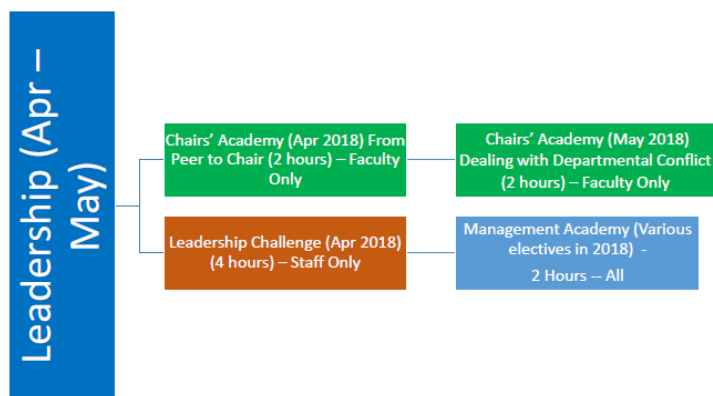 Leadership (Apr –
May)
Chairs’ Academy (Apr 2018) From
Peer to Chair (2 hours) – Faculty
Only
Chairs’ Academy (May 2018)
Dealing with Departmental Conflict
(2 hours) – Faculty Only
Leadership Challenge (Apr 2018)
(4 hours) – Staff Only
Management Academy (Various
electives in 2018)  -
2 Hours -- All